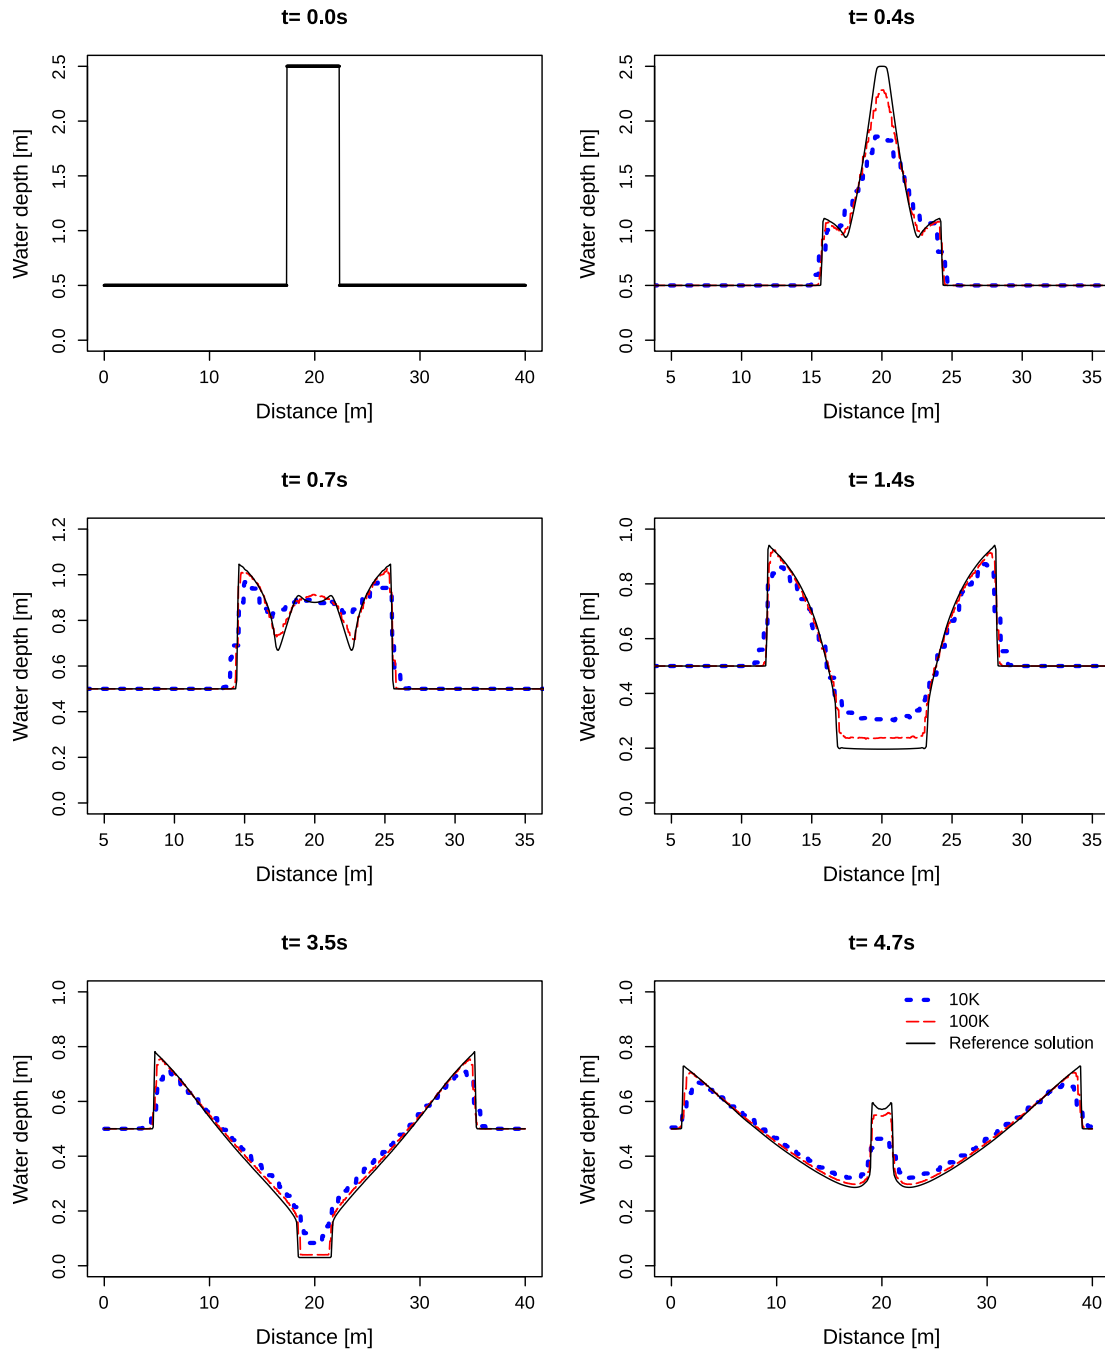 t= 0.0s
Water depth [m]
0.0 0.5 1.0 1.5 2.0 2.5
0 10 20 30 40
Distance [m]
t= 0.4s
Water depth [m]
0.0 0.5 1.0 1.5 2.0 2.5
5 10 15 20 25 30 35
Distance [m]
t= 0.7s
Water depth [m]
0.0 0.2 0.4 0.6 0.8 1.0 1.2
5 10 15 20 25 30 35
Distance [m]
t= 1.4s
Water depth [m]
0.0 0.2 0.4 0.6 0.8 1.0
5 10 15 20 25 30 35
Distance [m]
t= 3.5s
Water depth [m]
0.0 0.2 0.4 0.6 0.8 1.0
0 10 20 30 40
Distance [m]
t= 4.7s
Water depth [m]
0.0 0.2 0.4 0.6 0.8 1.0
10K
100K
Reference solution
0 10 20 30 40
Distance [m]